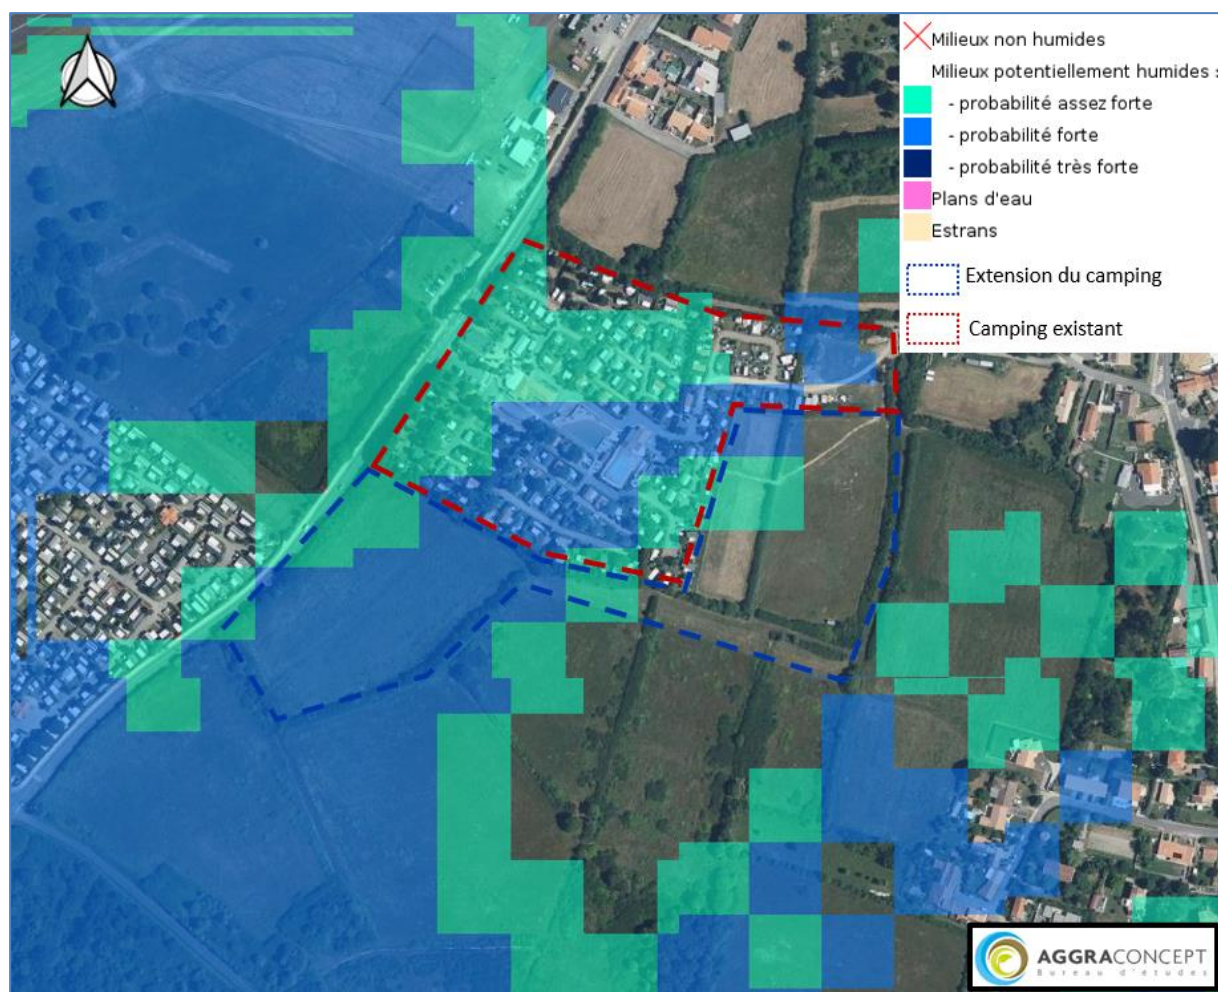 Milieux non humides
Milieux potentiellement humides :
- probabilité assez forte
- probabilité forte
- probabilité très forte
Plans d'eau
Estrans
Extension du camping
Camping existant
AGGRACONCEPT
Bureau d'études